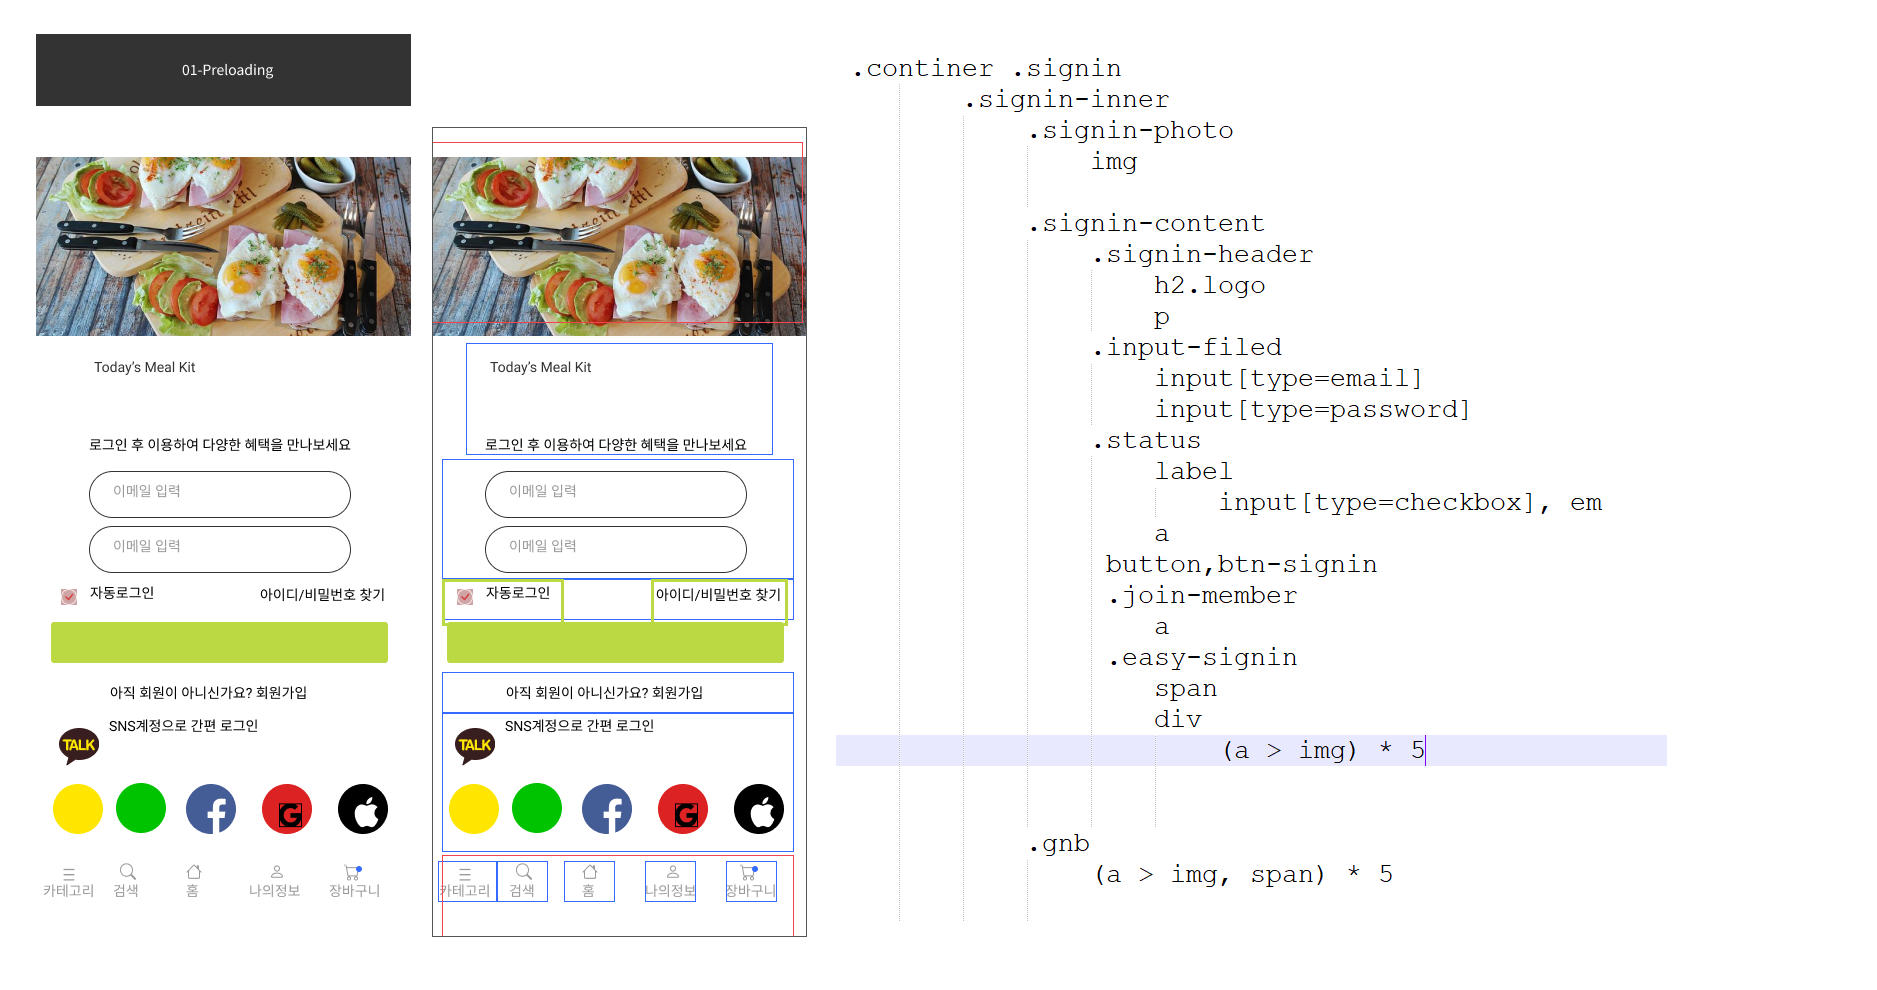 01-Preloading
Today's Meal Kit
로그인 후 이용하여 다양한 혜택을 만나보세요
이메일 입력
이메일 입력
자동로그인
아이디/비밀번호 찾기
아직 회원이 아니신가요? 회원가입
SNS계정으로 간편 로그인
TALK
G
카테고리
검색
홈
나의정보
장바구니
Today's Meal Kit
로그인 후 이용하여 다양한 혜택을 만나보세요
이메일 입력
이메일 입력
자동로그인
아이디/비밀번호 찾기
아직 회원이 아니신가요? 회원가입
SNS계정으로 간편 로그인
TALK
G
카테고리
검색
홈
나의정보
장바구니
.continer .signin
.signin-inner
.signin-photo
img
.signin-content
.signin-header
h2.logo
p
.input-filed
input[type=email]
input[type=password]
.status
label
input[type=checkbox], em
a
button,btn-signin
.join-member
a
.easy-signin
span
div
(a > img) * 5
.gnb
(a > img, span) * 5